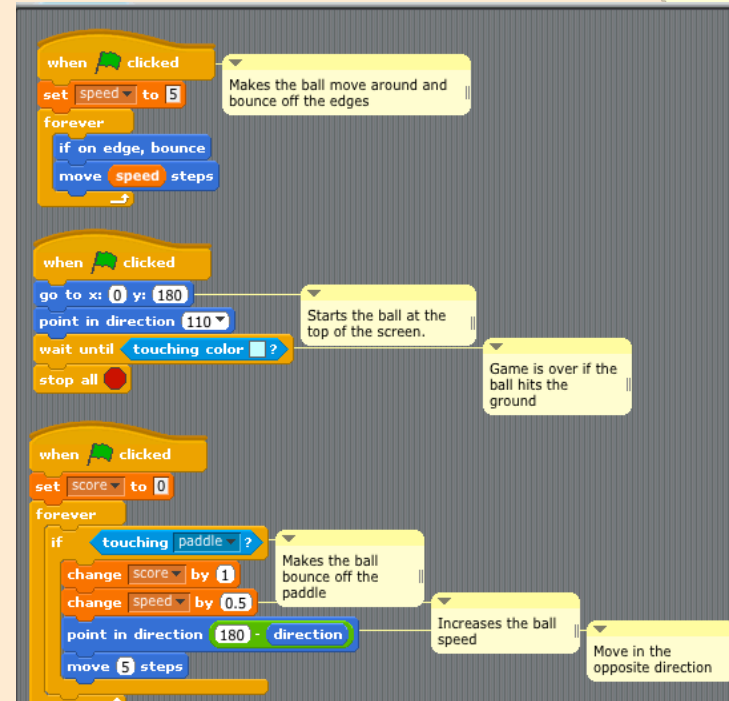 when clicked
Makes the ball move around and
bounce off the edges
set speed to 5
forever
if on edge, bounce
move speed steps
when clicked
go to x: 0 y: 180
point in direction 110
Starts the ball at the
top of the screen.
wait until touching color ?
stop all
Game is over if the
ball hits the
ground
when clicked
set score to 0
forever
if touching paddle ?
Makes the ball
bounce off the
paddle
change score by 1
change speed by 0.5
Increases the ball
speed
point in direction 180 - direction
Move in the
opposite direction
move 5 steps